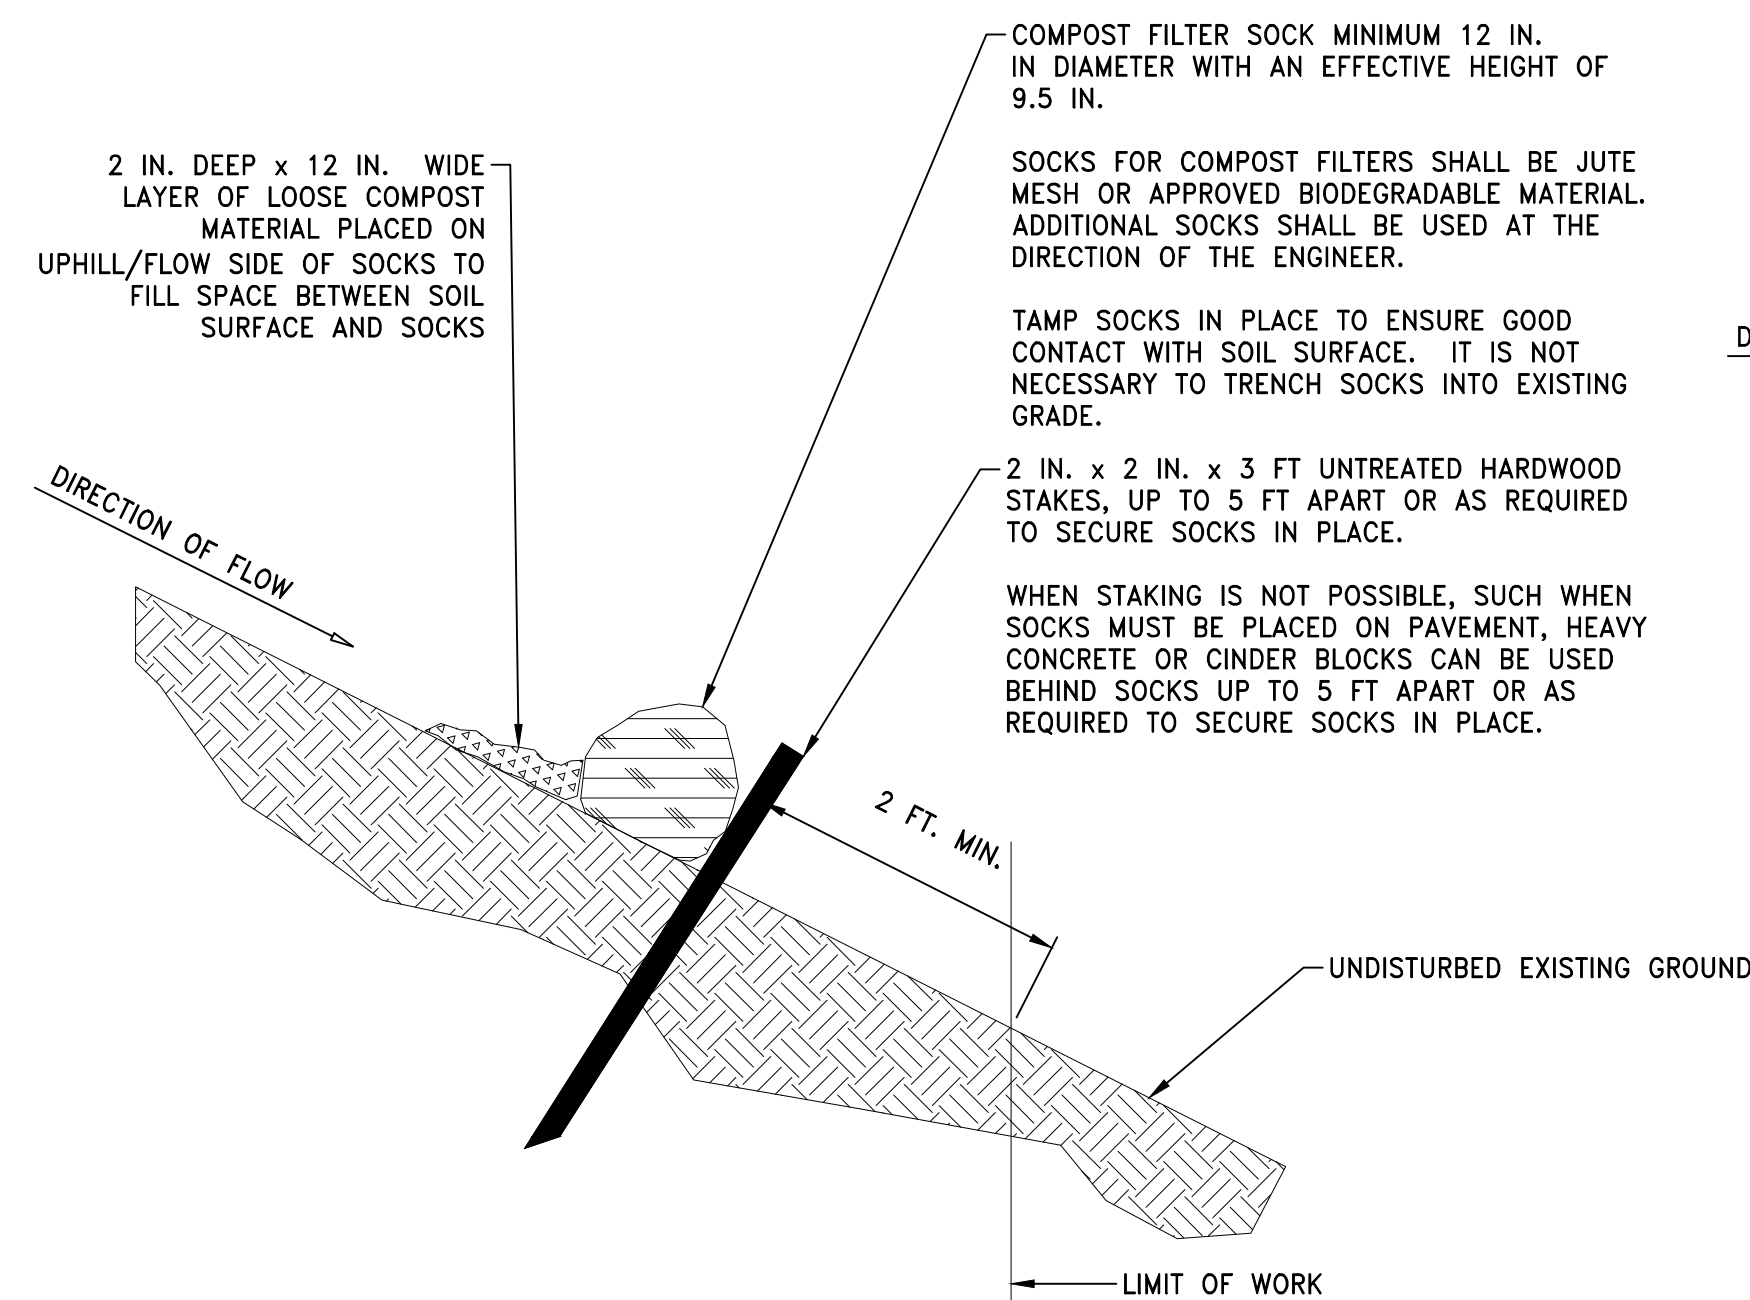 COMPOST FILTER SOCK MINIMUM 12 IN.
IN DIAMETER WITH AN EFFECTIVE HEIGHT OF
9.5 IN.
SOCKS FOR COMPOST FILTERS SHALL BE JUTE
MESH OR APPROVED BIODEGRADABLE MATERIAL.
ADDITIONAL SOCKS SHALL BE USED AT THE
DIRECTION OF THE ENGINEER.
TAMP SOCKS IN PLACE TO ENSURE GOOD
CONTACT WITH SOIL SURFACE. IT IS NOT
NECESSARY TO TRENCH SOCKS INTO EXISTING
GRADE.
2 IN. DEEP x 12 IN. WIDE
LAYER OF LOOSE COMPOST
MATERIAL PLACED ON
UPHILL/FLOW SIDE OF SOCKS TO
FILL SPACE BETWEEN SOIL
SURFACE AND SOCKS
D
2 IN. x 2 IN. x 3 FT UNTREATED HARDWOOD
STAKES, UP TO 5 FT APART OR AS REQUIRED
TO SECURE SOCKS IN PLACE.
WHEN STAKING IS NOT POSSIBLE, SUCH WHEN
SOCKS MUST BE PLACED ON PAVEMENT, HEAVY
CONCRETE OR CINDER BLOCKS CAN BE USED
BEHIND SOCKS UP TO 5 FT APART OR AS
REQUIRED TO SECURE SOCKS IN PLACE.
DIRECTION OF FLOW
2 FT. MIN.
UNDISTURBED EXISTING GROUND
LIMIT OF WORK